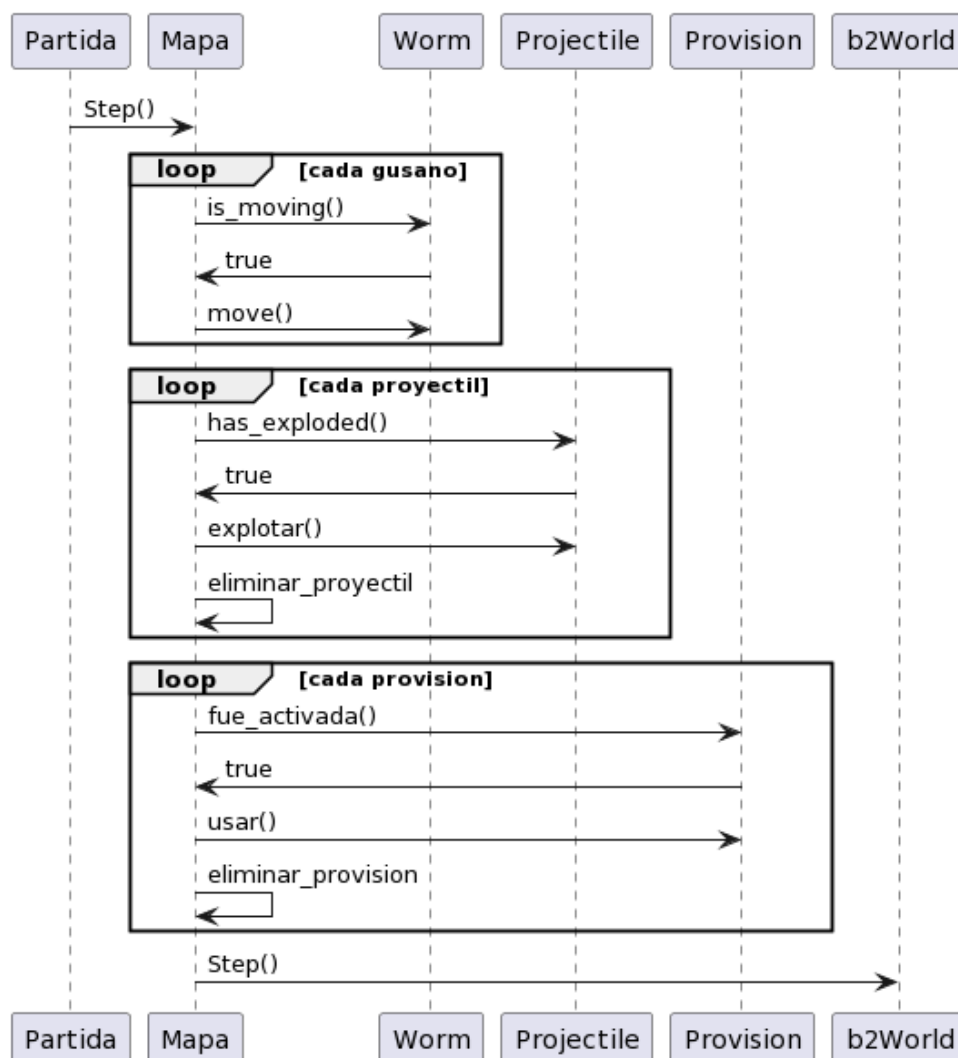 Partida Mapa Worm Projectile Provision b2World
Step()
loop [cada gusano]
is_moving()
true
move()
loop [cada proyectil]
has_exploded()
true
explotar()
eliminar_proyectil
loop [cada provision]
fue_activada()
true
usar()
eliminar_provision
Step()
Partida Mapa Worm Projectile Provision b2World